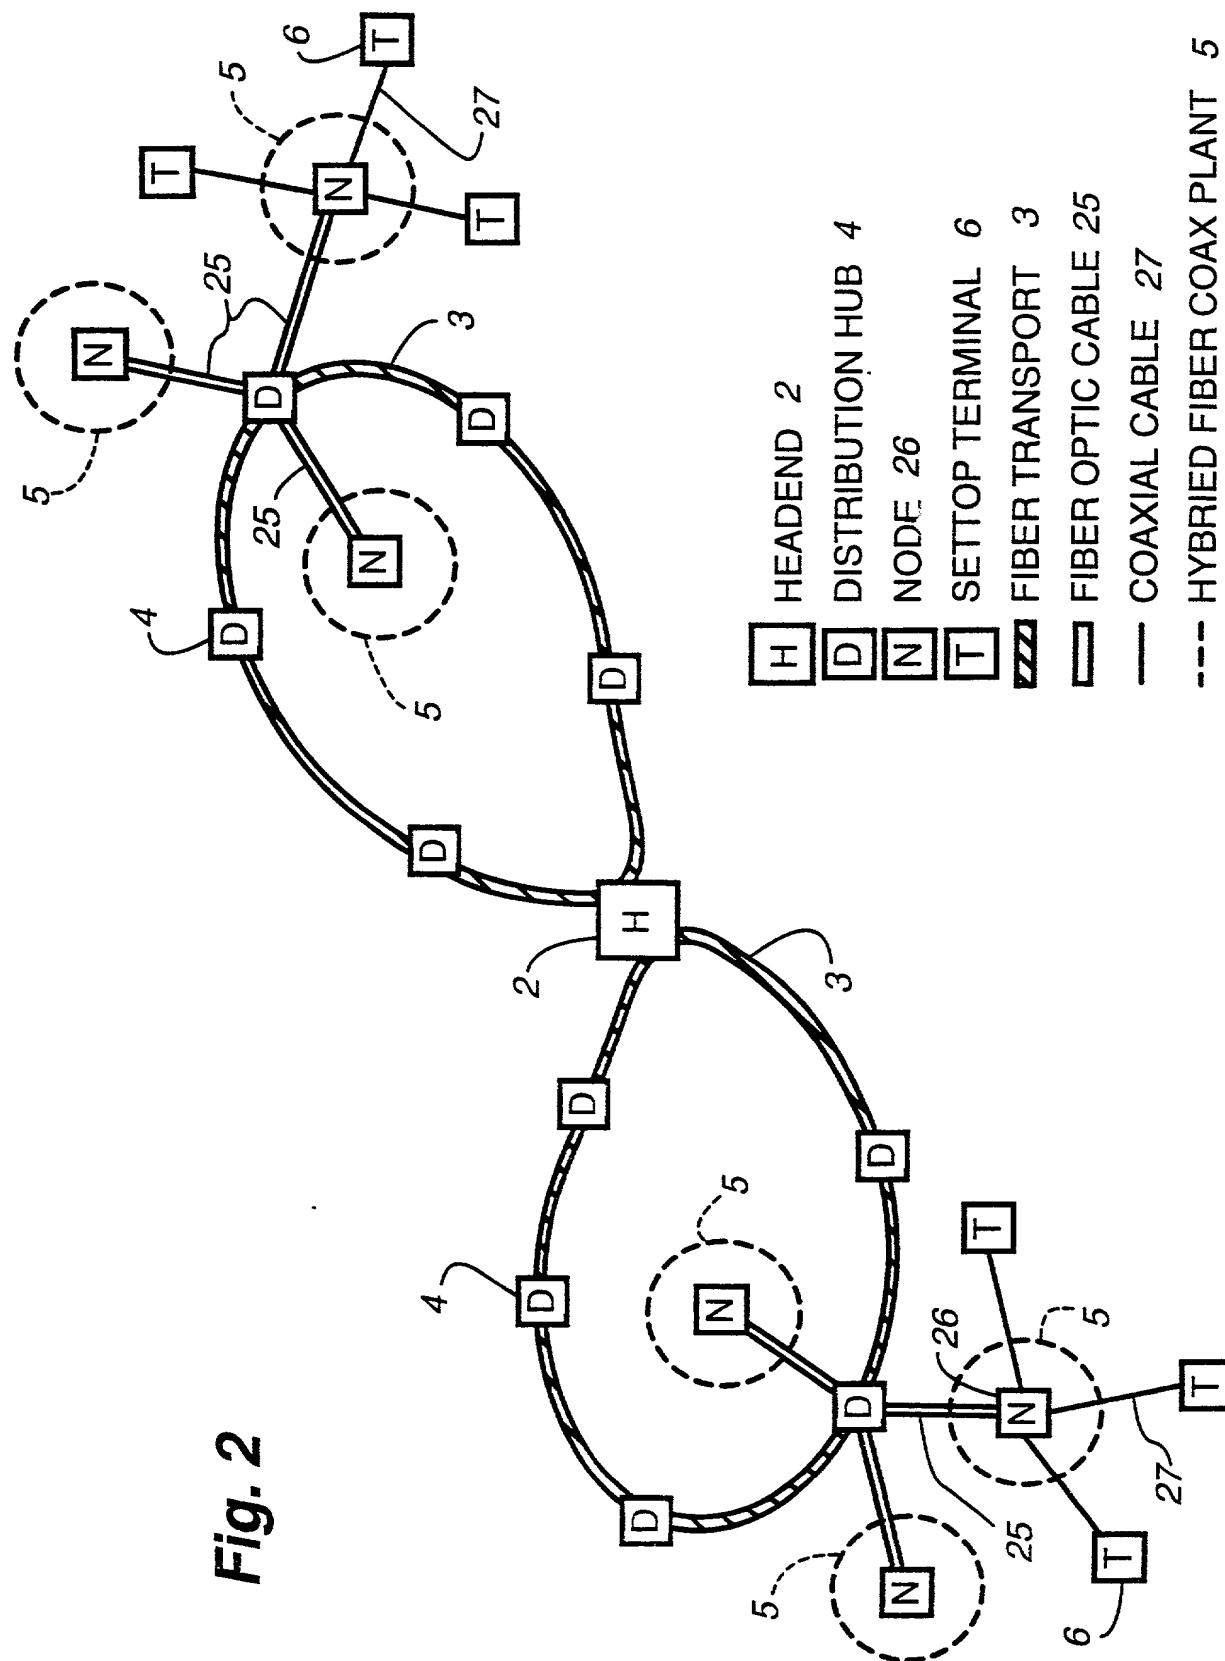 5
N
4
T
25
5
Fig. 2
D
25
D
6
N
N
T
5
D
4
D
3
D
T
27
2
D
D
D
H
N
5
5
HEADEND 2
H
3
DISTRIBUTION HUB 4
D
D
D
N
NODE 26
N
26
SETTOP TERMINAL 6
T
T
FIBER TRANSPORT 3
25
N
6
FIBER OPTIC CABLE 25
5
T
COAXIAL CABLE 27
27
T
HYBRIED FIBER COAX PLANT 5